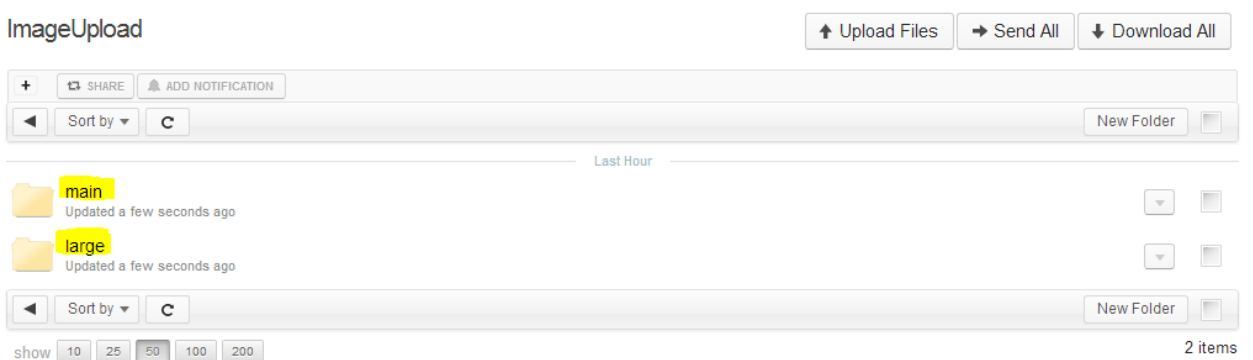 ImageUpload
Upload Files
Send All
Download All
SHARE
ADD NOTIFICATION
Sort by
New Folder
Last Hour
main
Updated a few seconds ago
large
Updated a few seconds ago
Sort by
New Folder
show 10 25 50 100 200
2 items